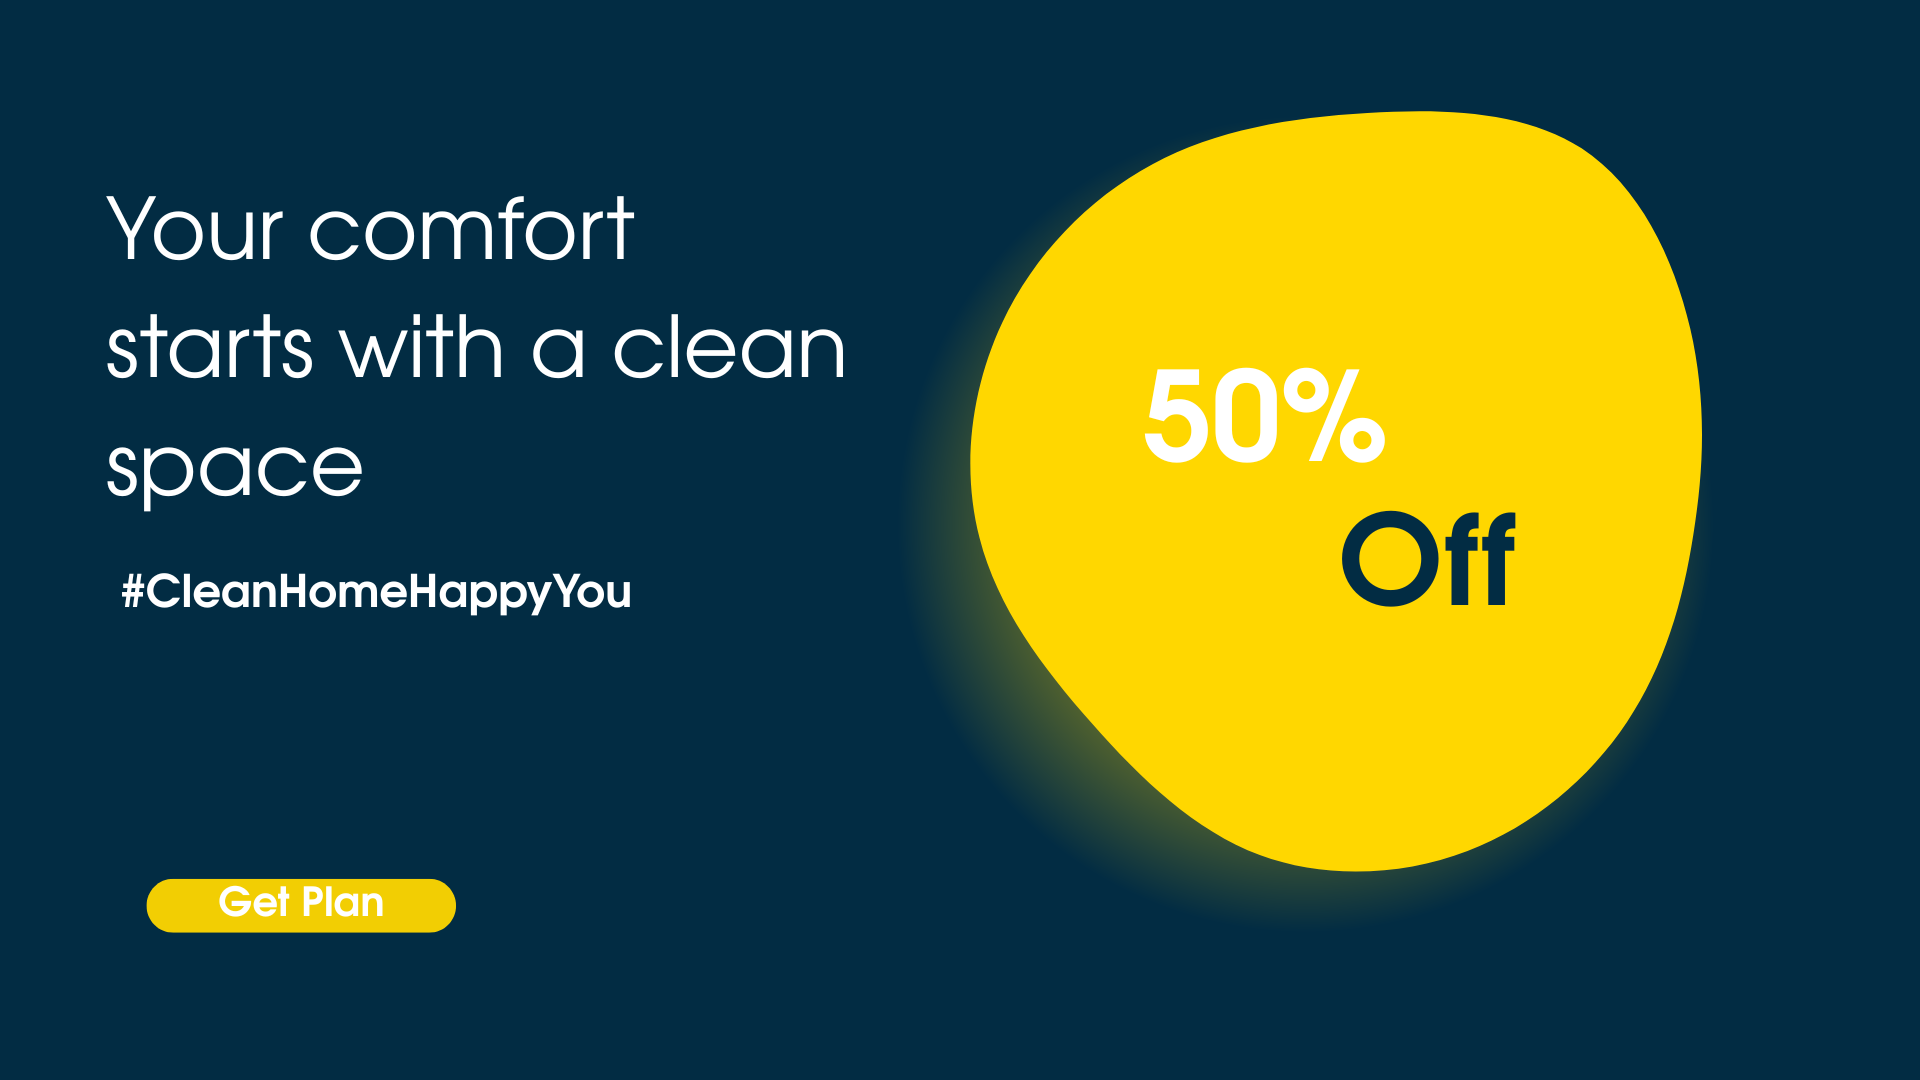 Your comfort
starts with a clean
space
#CleanHomeHappyYou
Get Plan
50%
Off